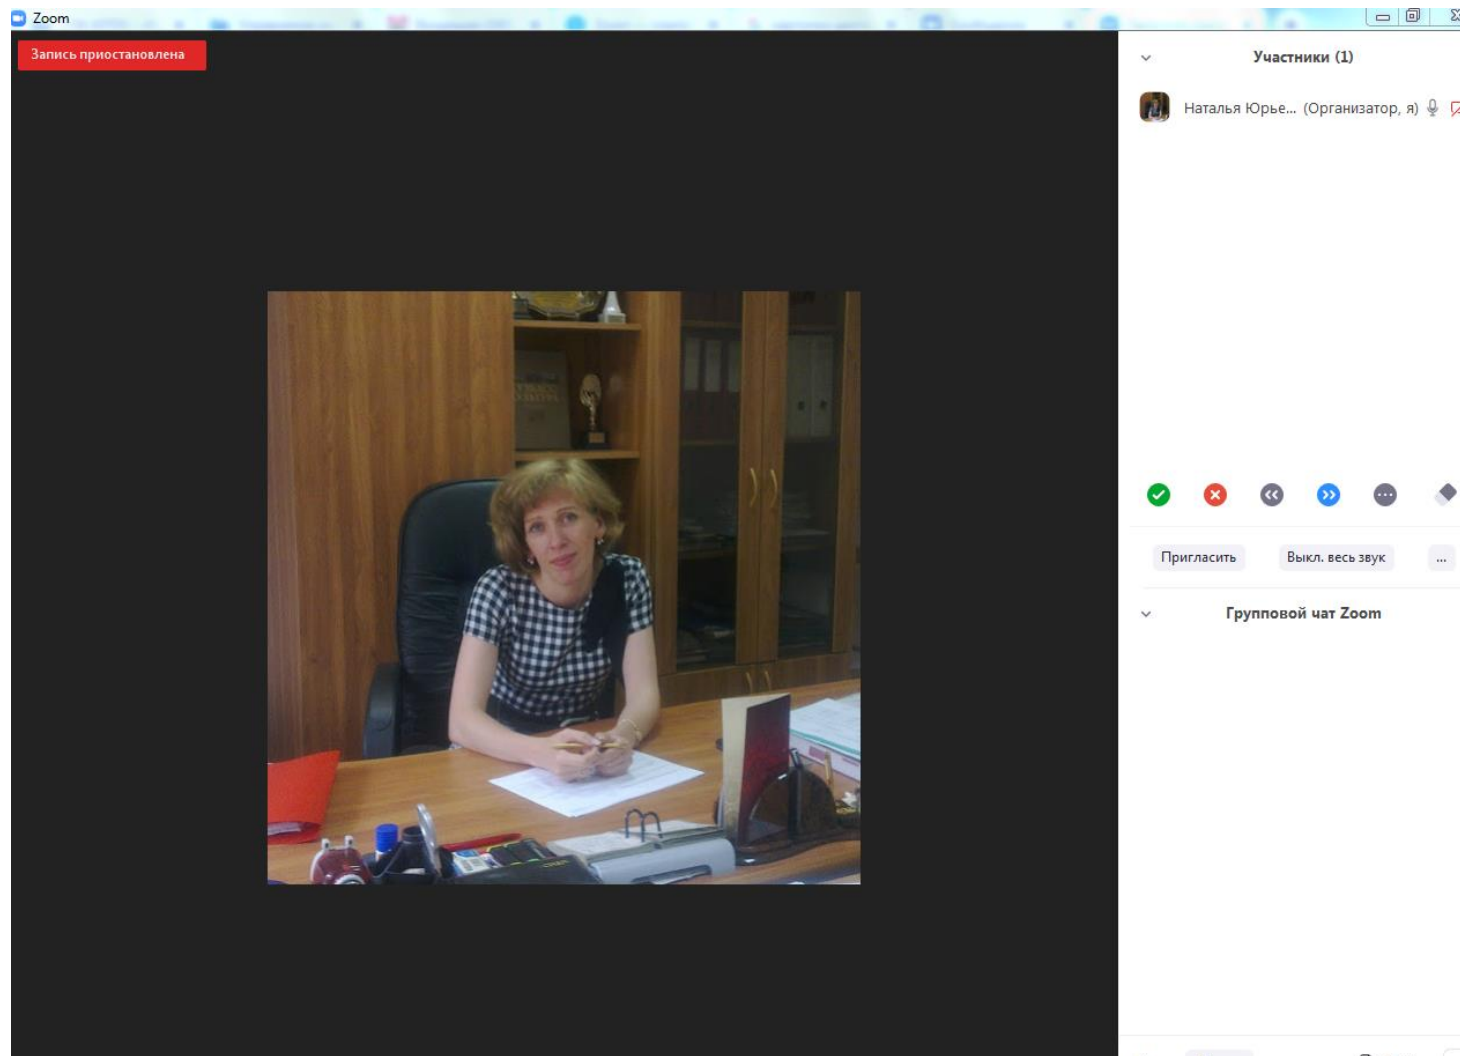 Zoom
Запись приостановлена
Участники (1)
Наталья Юрье... (Организатор, я)
Пригласить
Выкл. весь звук
...
Групповой чат Zoom